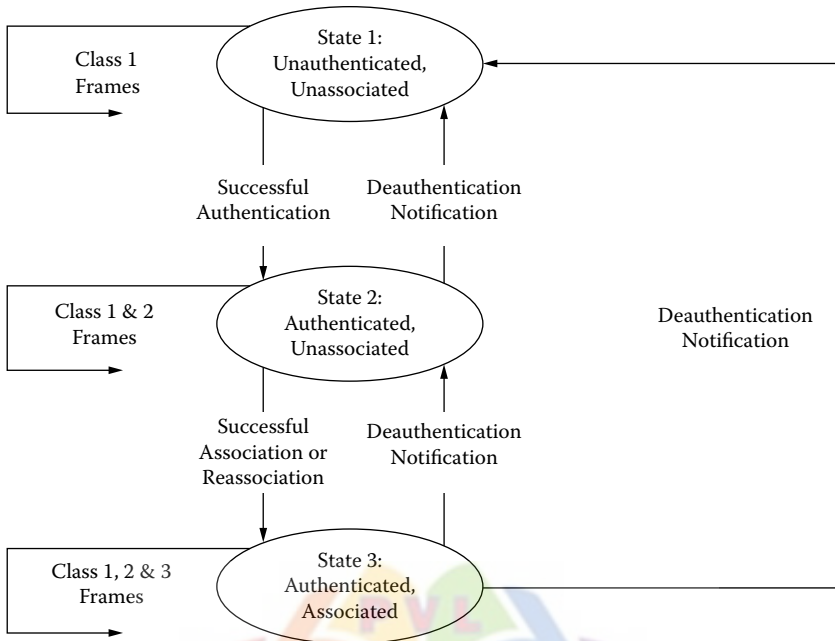 State 1:
Unauthenticated,
Unassociated
Class 1
Frames
Successful
Authentication
Deauthentication
Notification
State 2:
Authenticated,
Unassociated
Class 1 & 2
Frames
Deauthentication
Notification
Successful
Association or
Reassociation
Deauthentication
Notification
State 3:
Authenticated,
Associated
Class 1, 2 & 3
Frames
PVL